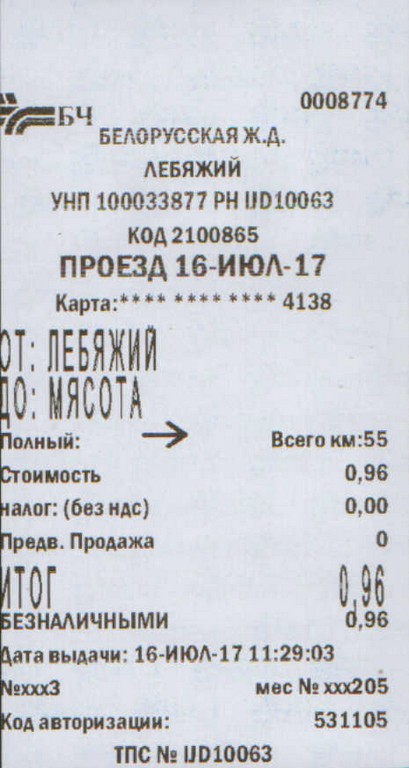 0008774
БЧ
БЕЛОРУССКАЯ Ж.Д.
ЛЕБЯЖИЙ
УНП 100033877 РН IJD10063
КОД 2100865
ПРОЕЗД 16-ИЮЛ-17
Карта:**** **** **** 4138
ОТ: ЛЕБЯЖИЙ
ДО: МЯСОТА
Полный: → Всего км:55
Стоимость 0,96
налог: (без ндс) 0,00
Предв. Продажа 0
ИТОГ 0,96
БЕЗНАЛИЧНЫМИ 0,96
Дата выдачи: 16-ИЮЛ-17 11:29:03
№xxx3 мес № xxx205
Код авторизации: 531105
ТПС № IJD10063